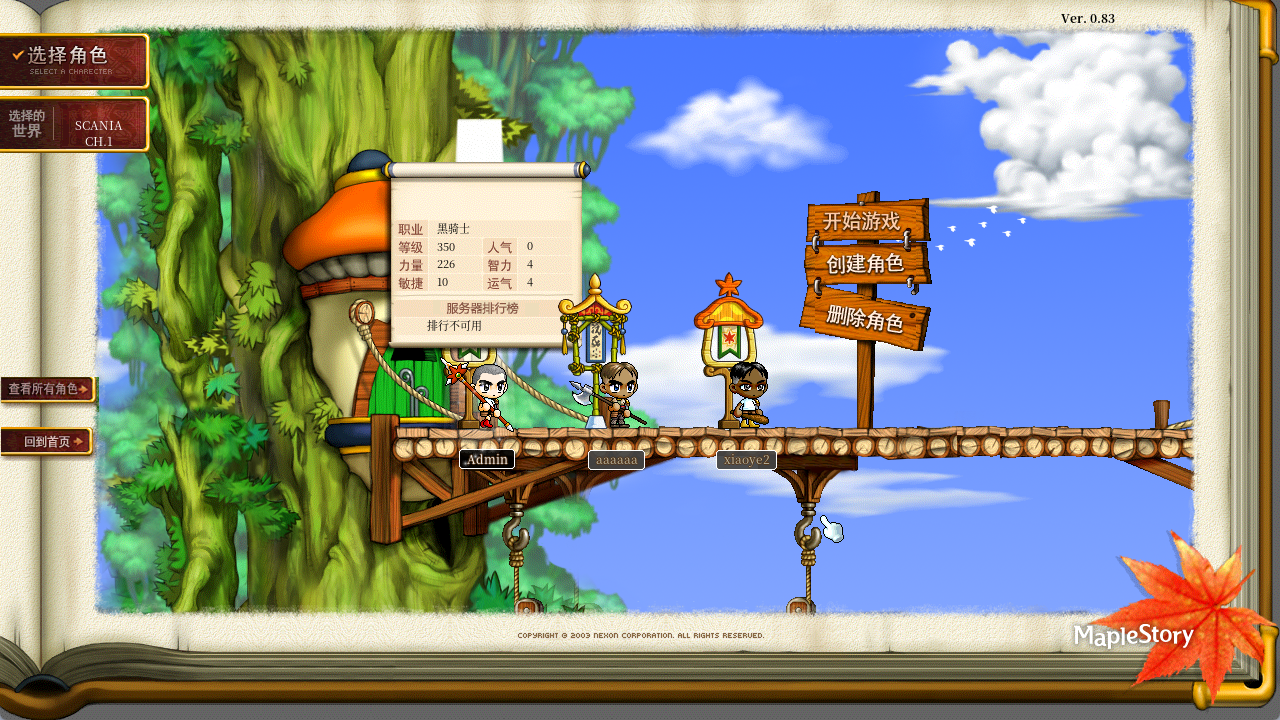 Ver. 0.83
选择角色
SELECT A CHARECTER
选择的
世界
SCANIA
CH.1
职业 黑骑士
等级 350 人气 0
力量 226 智力 4
敏捷 10 运气 4
服务器排行榜
排行不可用
开始游戏
创建角色
删除角色
查看所有角色
回到首页
Admin
aaaaaa
xiaoye2
COPYRIGHT @ 2003 NEXON CORPORATION. ALL RIGHTS RESERVED.
MapleStory